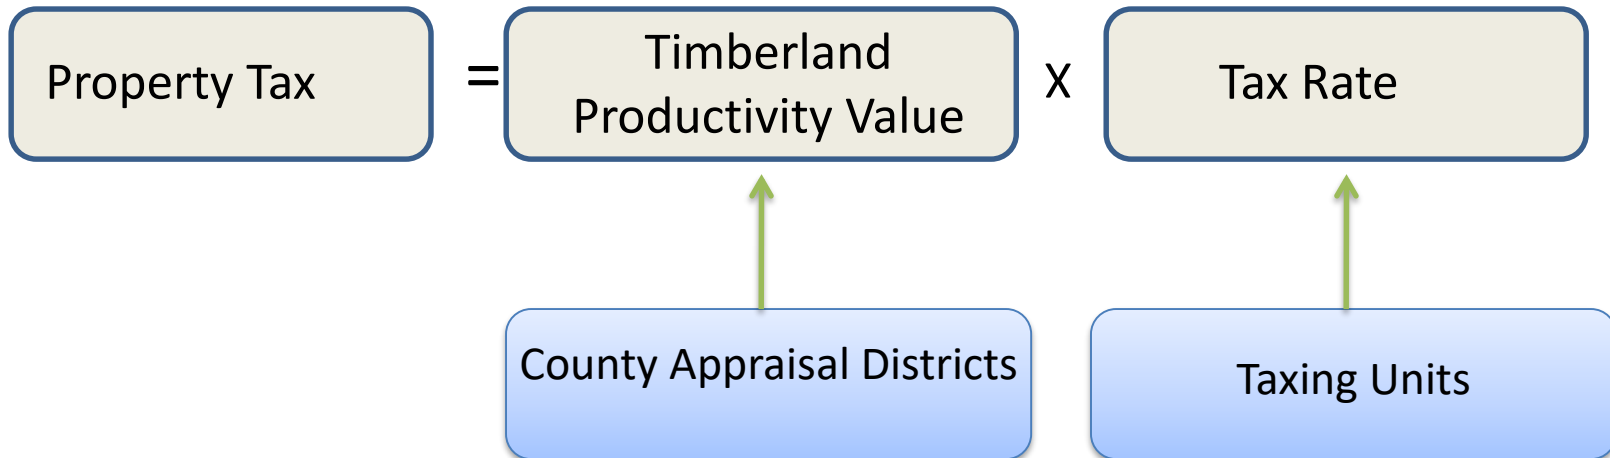 Property Tax
=
Timberland
Productivity Value
X
Tax Rate
County Appraisal Districts
Taxing Units